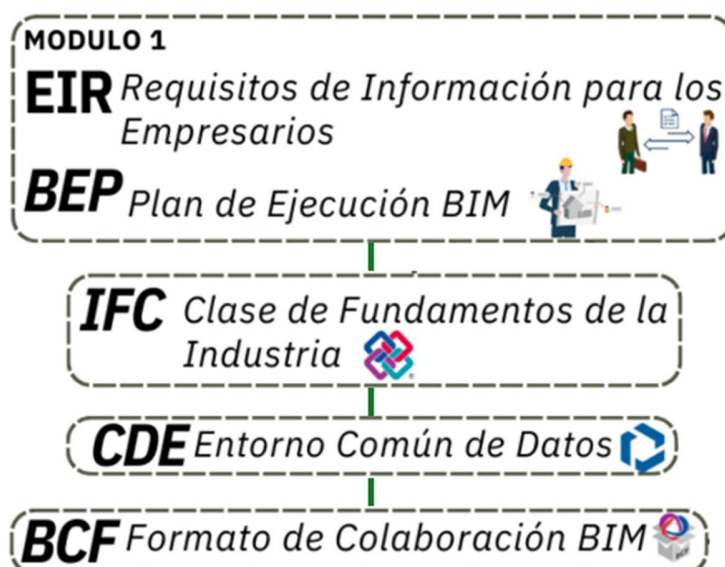 MODULO 1
EIR Requisitos de Información para los
Empresarios
BEP Plan de Ejecución BIM
IFC Clase de Fundamentos de la
Industria
CDE Entorno Común de Datos
BCF Formato de Colaboración BIM